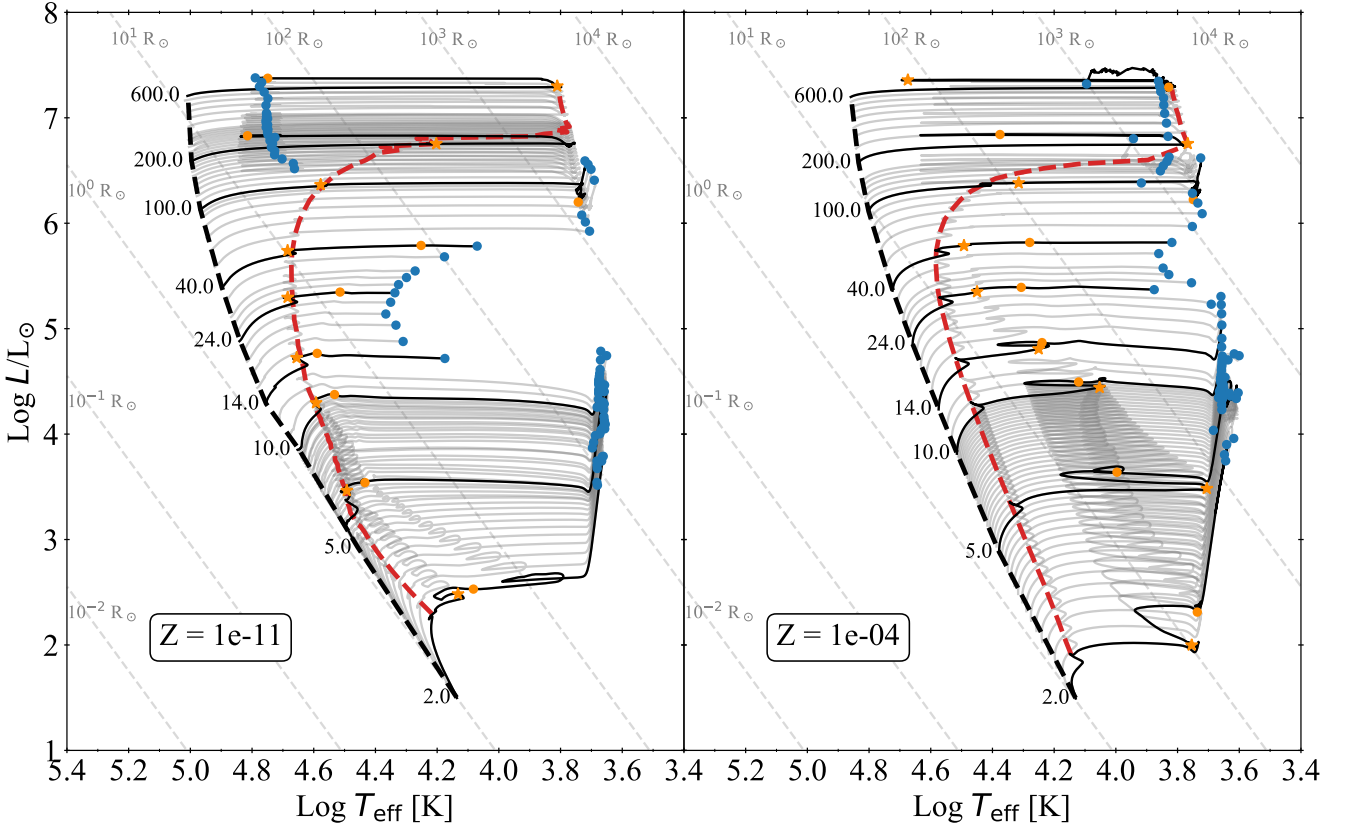 8
7
6
5
4
3
2
1
Log L/L⊙
10¹ R⊙
10² R⊙
10³ R⊙
10⁴ R⊙
10⁰ R⊙
10⁻¹ R⊙
10⁻² R⊙
600.0
200.0
100.0
40.0
24.0
14.0
10.0
5.0
2.0
Z = 1e-11
5.4 5.2 5.0 4.8 4.6 4.4 4.2 4.0 3.8 3.6
Log T_eff [K]
10¹ R⊙
10² R⊙
10³ R⊙
10⁴ R⊙
10⁰ R⊙
10⁻¹ R⊙
10⁻² R⊙
600.0
200.0
100.0
40.0
24.0
14.0
10.0
5.0
2.0
Z = 1e-04
3.4 5.2 5.0 4.8 4.6 4.4 4.2 4.0 3.8 3.6 3.4
Log T_eff [K]